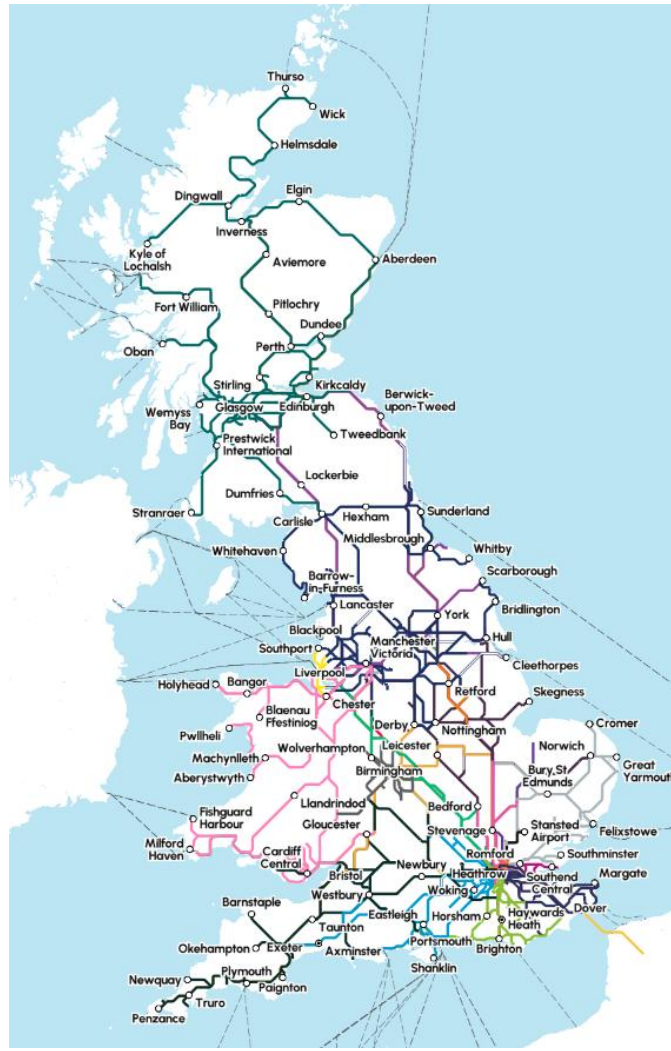 Thurso
Wick
Helmsdale
Dingwall
Elgin
Inverness
Kyle of
Lochalsh
Aviemore
Aberdeen
Fort William
Pitlochry
Dundee
Oban
Perth
Stirling
Kirkcaldy
Berwick-
upon-Tweed
Wemyss
Bay
Glasgow
Edinburgh
Tweedbank
Prestwick
International
Lockerbie
Dumfries
Stranraer
Carlisle
Hexham
Sunderland
Middlesbrough
Whitehaven
Whitby
Barrow-
in-Furness
Scarborough
Lancaster
York
Bridlington
Blackpool
Manchester
Victoria
Hull
Southport
Liverpool
Cleethorpes
Holyhead
Bangor
Chester
Retford
Skegness
Blaenau
Ffestiniog
Derby
Nottingham
Cromer
Pwllheli
Wolverhampton
Leicester
Norwich
Machynlleth
Birmingham
Bury St
Edmunds
Great
Yarmouth
Aberystwyth
Llandrindod
Bedford
Fishguard
Harbour
Gloucester
Stevenage
Stansted
Airport
Felixstowe
Milford
Haven
Cardiff
Central
Romford
Southminster
Bristol
Newbury
Heathrow
Southend
Central
Margate
Westbury
Woking
Barnstaple
Taunton
Eastleigh
Horsham
Haywards
Heath
Dover
Okehampton
Exeter
Axminster
Portsmouth
Brighton
Shanklin
Newquay
Plymouth
Paignton
Truro
Penzance